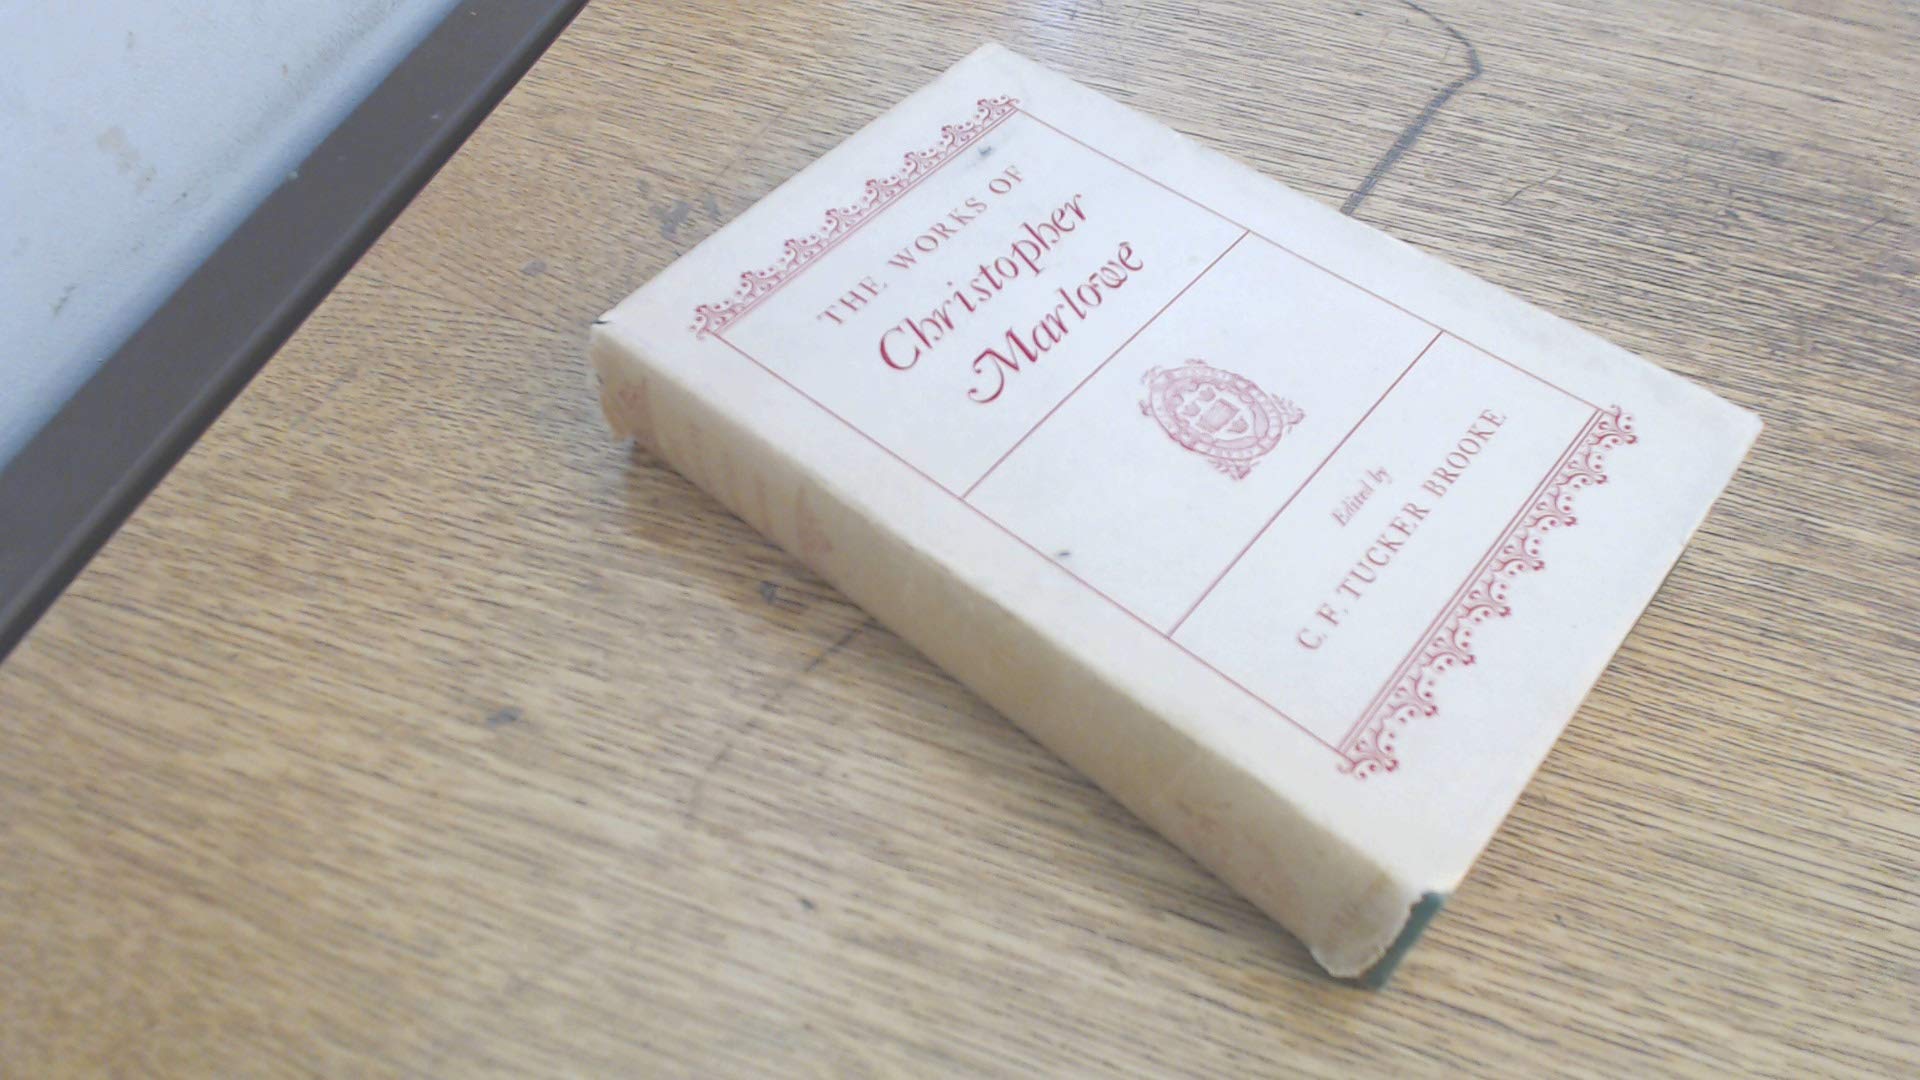 THE WORKS OF
Christopher
Marlowe
Edited by
C. F. TUCKER BROOKE